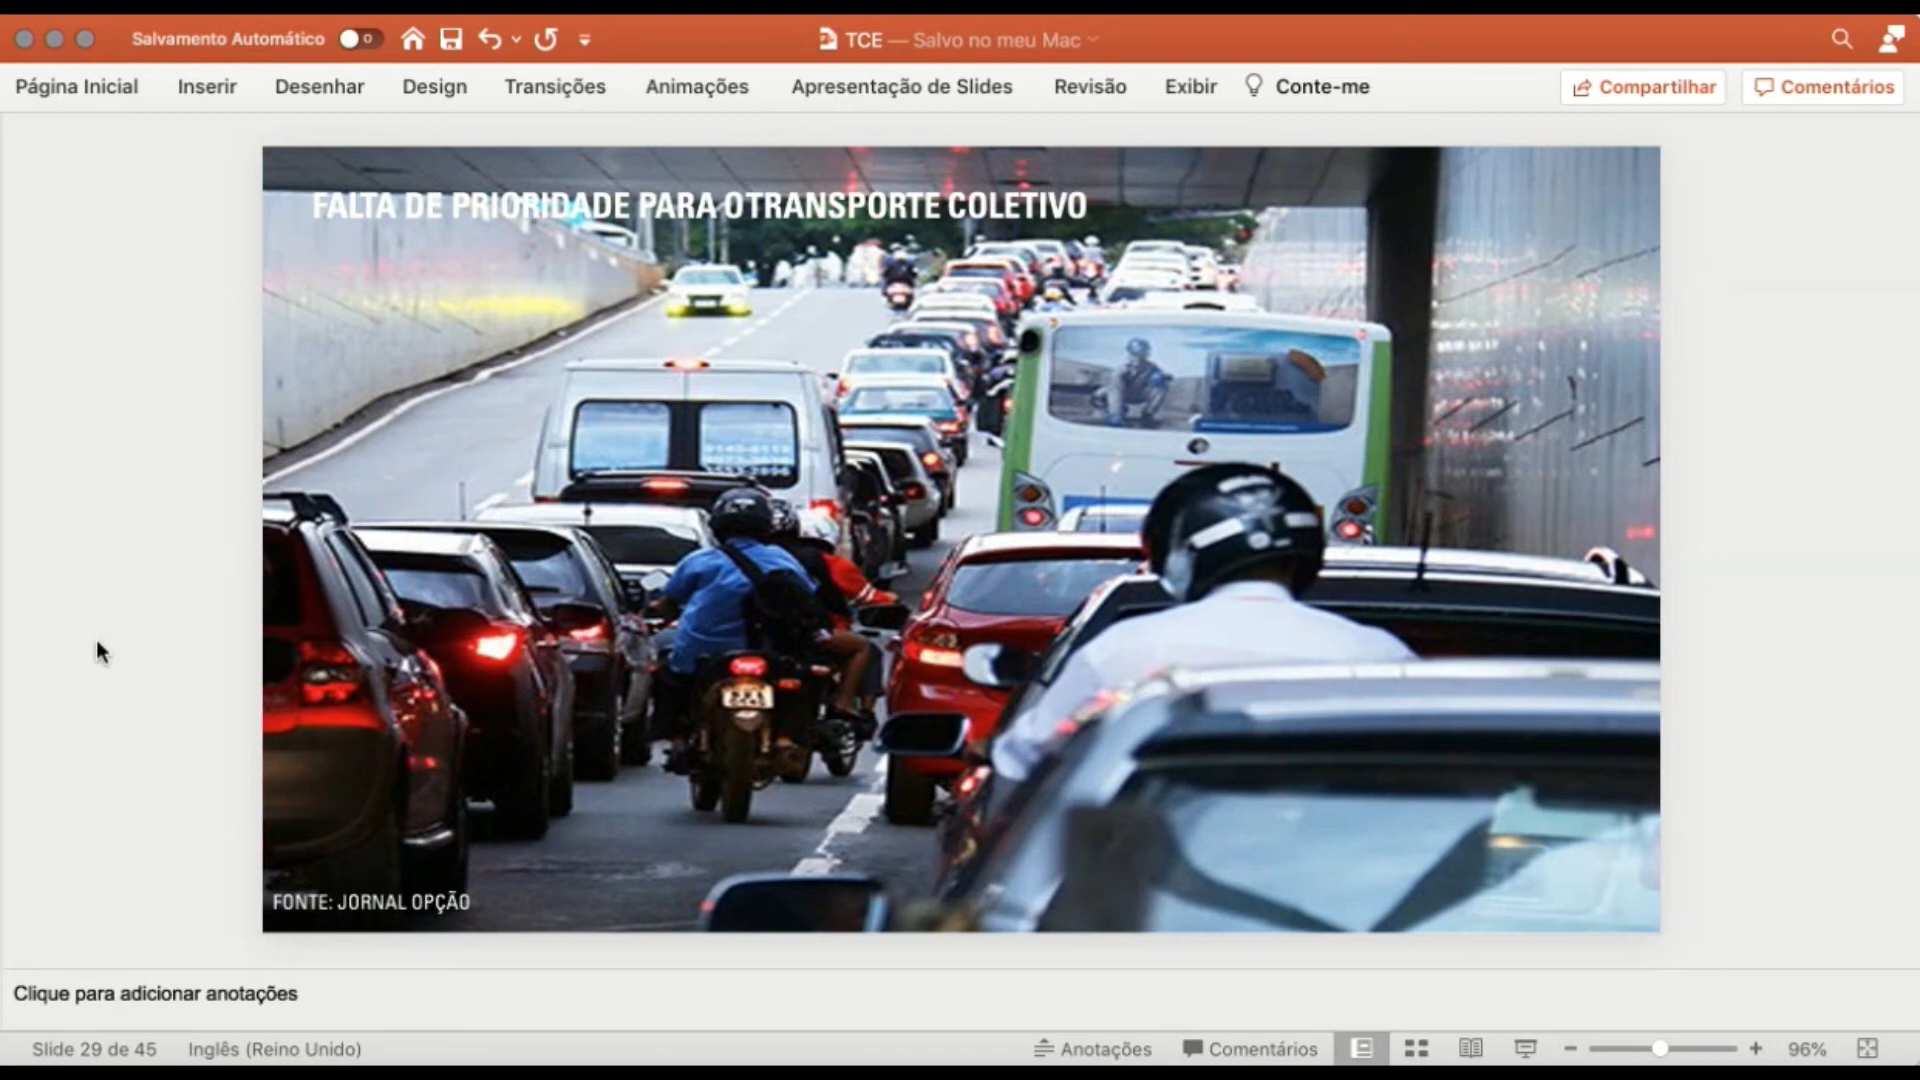 Salvamento Automático
TCE — Salvo no meu Mac
Página Inicial Inserir Desenhar Design Transições Animações Apresentação de Slides Revisão Exibir Conte-me Compartilhar Comentários
FALTA DE PRIORIDADE PARA OTRANSPORTE COLETIVO
FONTE: JORNAL OPÇÃO
Clique para adicionar anotações
Slide 29 de 45 Inglês (Reino Unido) Anotações Comentários 96%